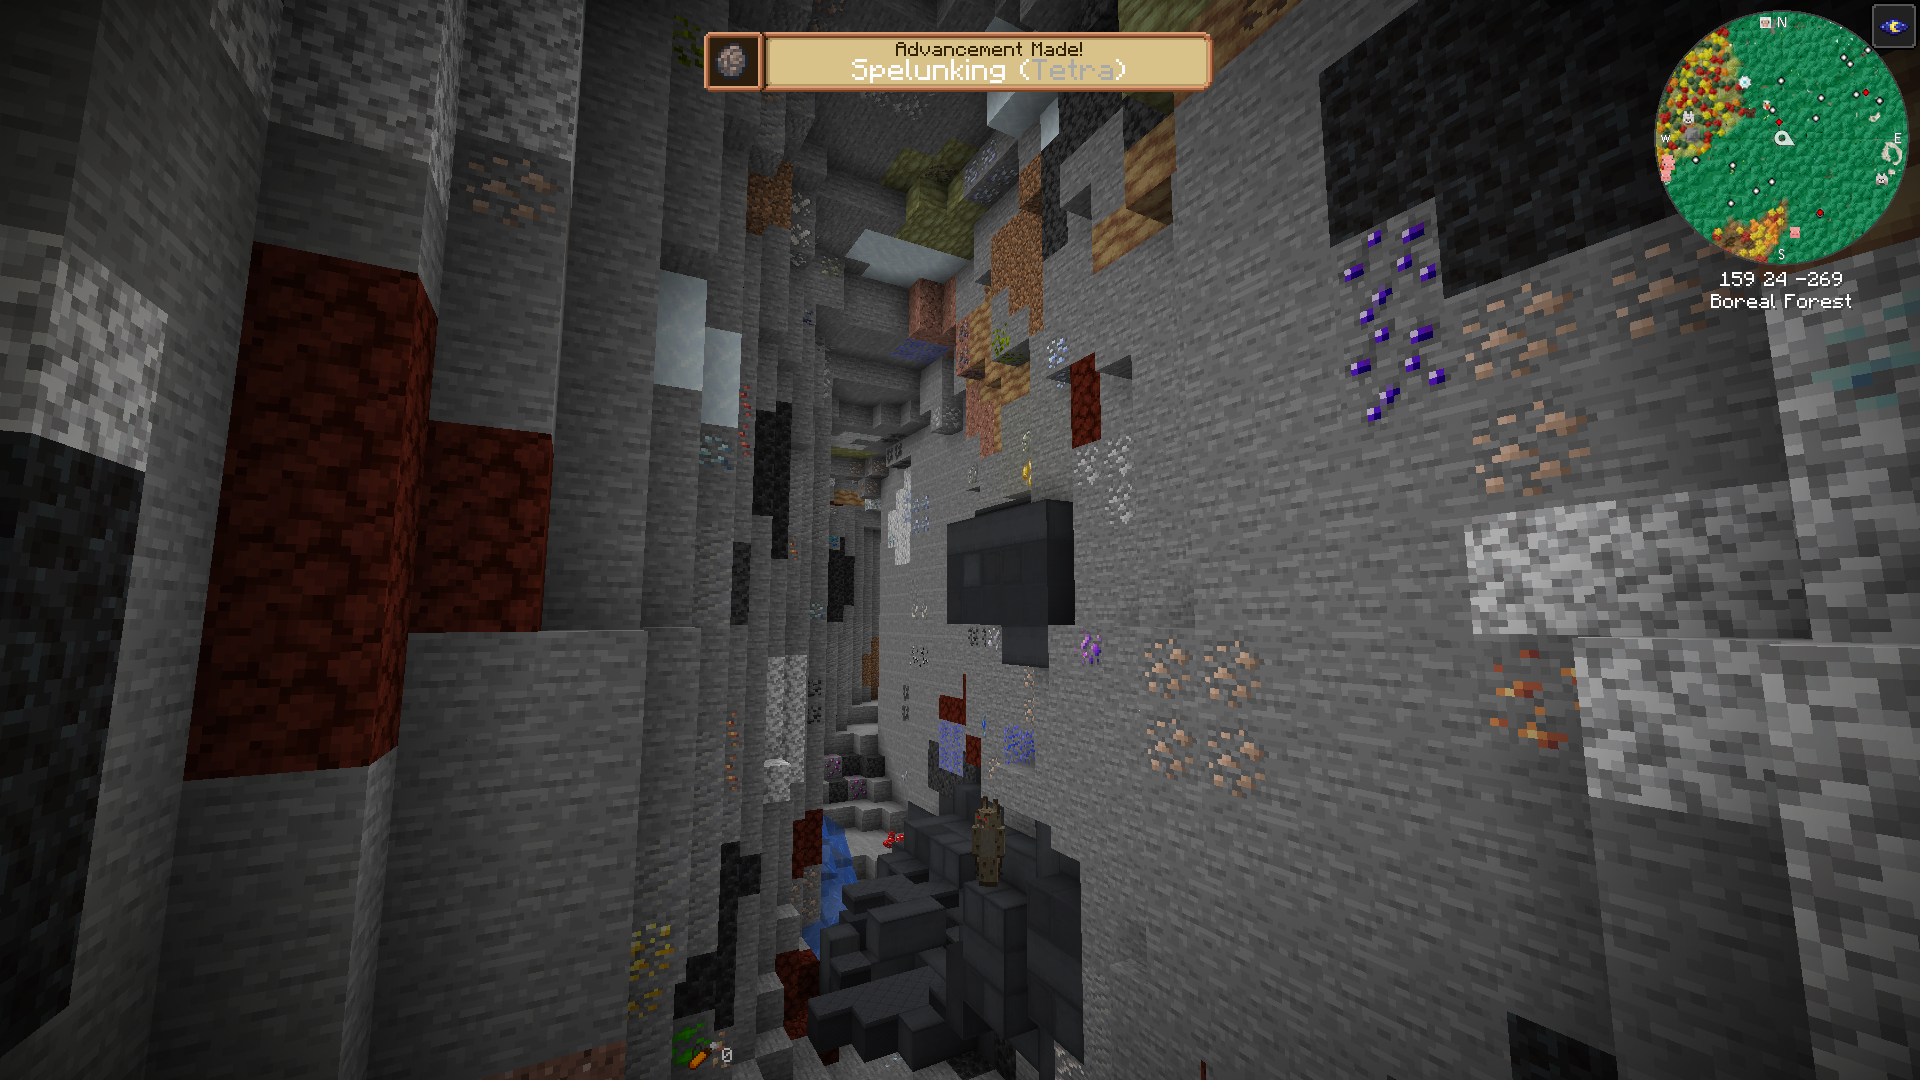 Advancement Made!
Spelunking (Tetra)
N
W
E
S
159 24 -269
Boreal Forest
0